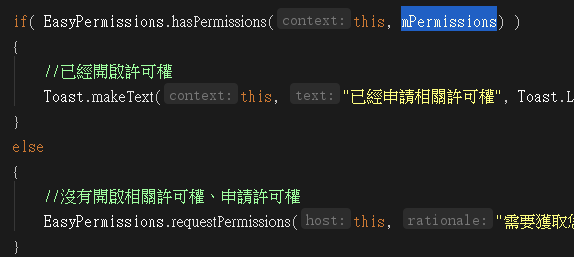 if( EasyPermissions.hasPermissions( context: this, mPermissions) )
{
//已經開啟許可權
Toast.makeText( context: this, text: "已經申請相關許可權", Toast.L
}
else
{
//沒有開啟相關許可權、申請許可權
EasyPermissions.requestPermissions( host: this, rationale: "需要獲取
}